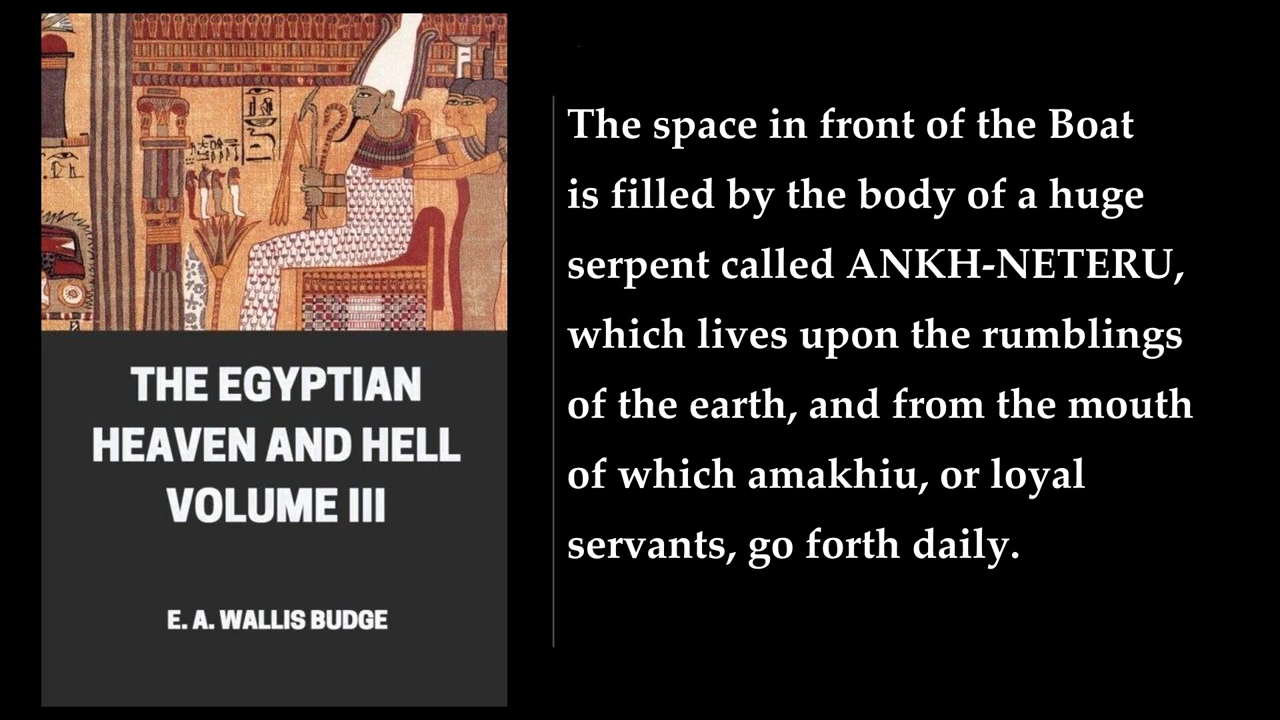 THE EGYPTIAN
HEAVEN AND HELL
VOLUME III
E. A. WALLIS BUDGE
The space in front of the Boat
is filled by the body of a huge
serpent called ANKH-NETERU,
which lives upon the rumblings
of the earth, and from the mouth
of which amakhiu, or loyal
servants, go forth daily.